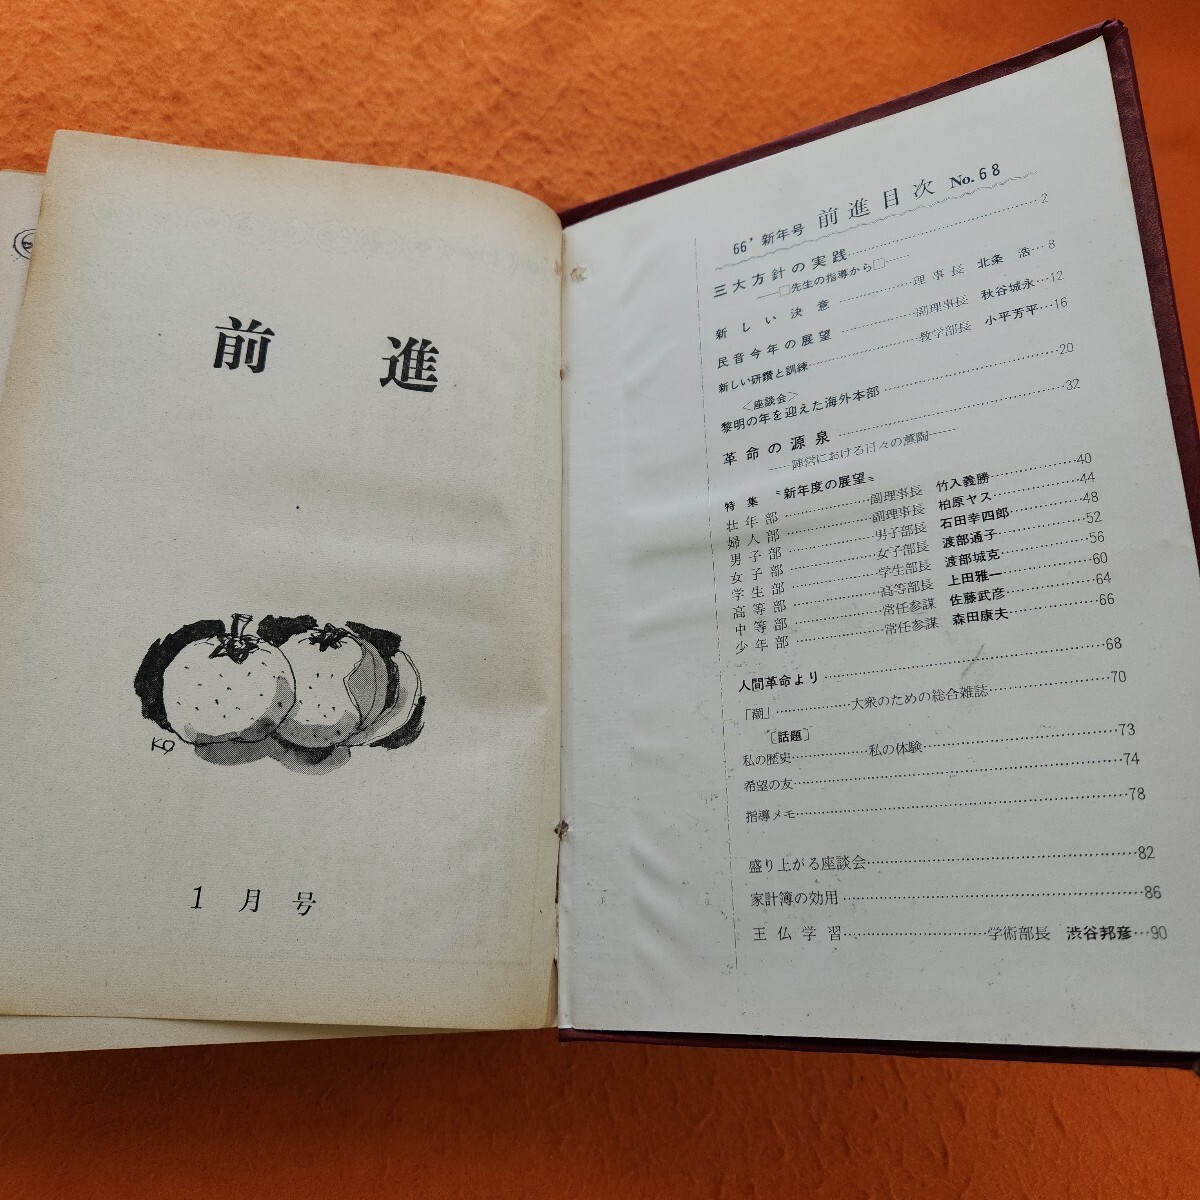 前進
KO
1月号
66'新年号 前進目次 No.68
三大方針の実践……2
――□先生の指導から□――
新しい決意……理事長 北条 浩…8
民音今年の展望……副理事長 秋谷城永…12
新しい研鑽と訓練……教学部長 小平芳平…16
<座談会>
黎明の年を迎えた海外本部……20
革命の源泉……32
――陣営における日々の薫陶――
特集 〝新年度の展望〟
壮年部……副理事長 竹入義勝……40
婦人部……副理事長 柏原ヤス……44
男子部……男子部長 石田幸四郎……48
女子部……女子部長 渡部通子……52
学生部……学生部長 渡部城克……56
高等部……高等部長 上田雅一……60
中等部……常任参謀 佐藤武彦……64
少年部……常任参謀 森田康夫……66
人間革命より……68
「潮」……大衆のための総合雑誌……70
〔話題〕
私の歴史……私の体験……73
希望の友……74
指導メモ……78
盛り上がる座談会……82
家計簿の効用……86
王仏学習……学術部長 渋谷邦彦…90